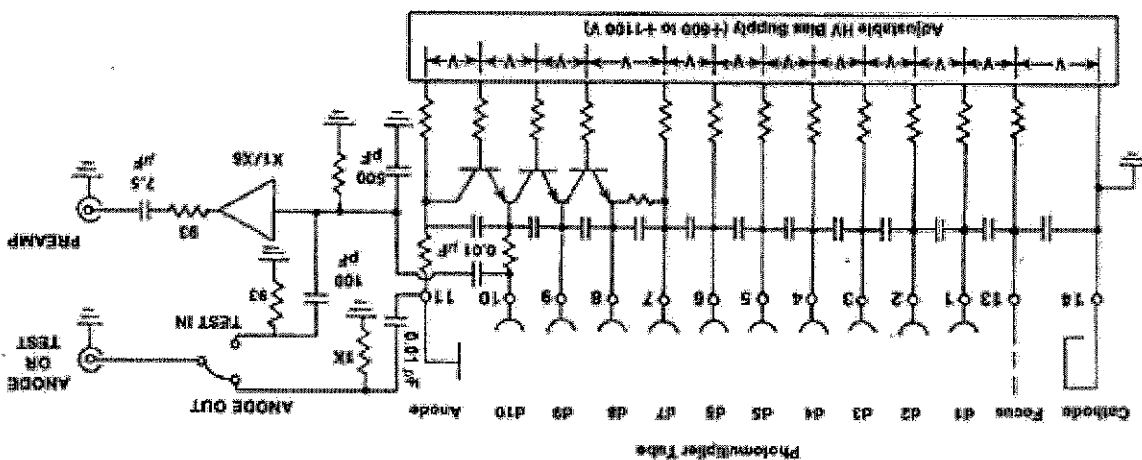 Photomultiplier Tube
Cathode Focus d1 d2 d3 d4 d5 d6 d7 d8 d9 d10 Anode
ANODE OUT
ANODE
OR
TEST
0.01 µF
1K
TEST IN
14 13 1 2 3 4 5 6 7 8 9 10 11
93
100
pF
0.01 µF
PREAMP
93
µF
X1/X6
500
pF
V V V V V V V V V V V V
Adjustable HV Bias Supply (+600 to +1100 V)